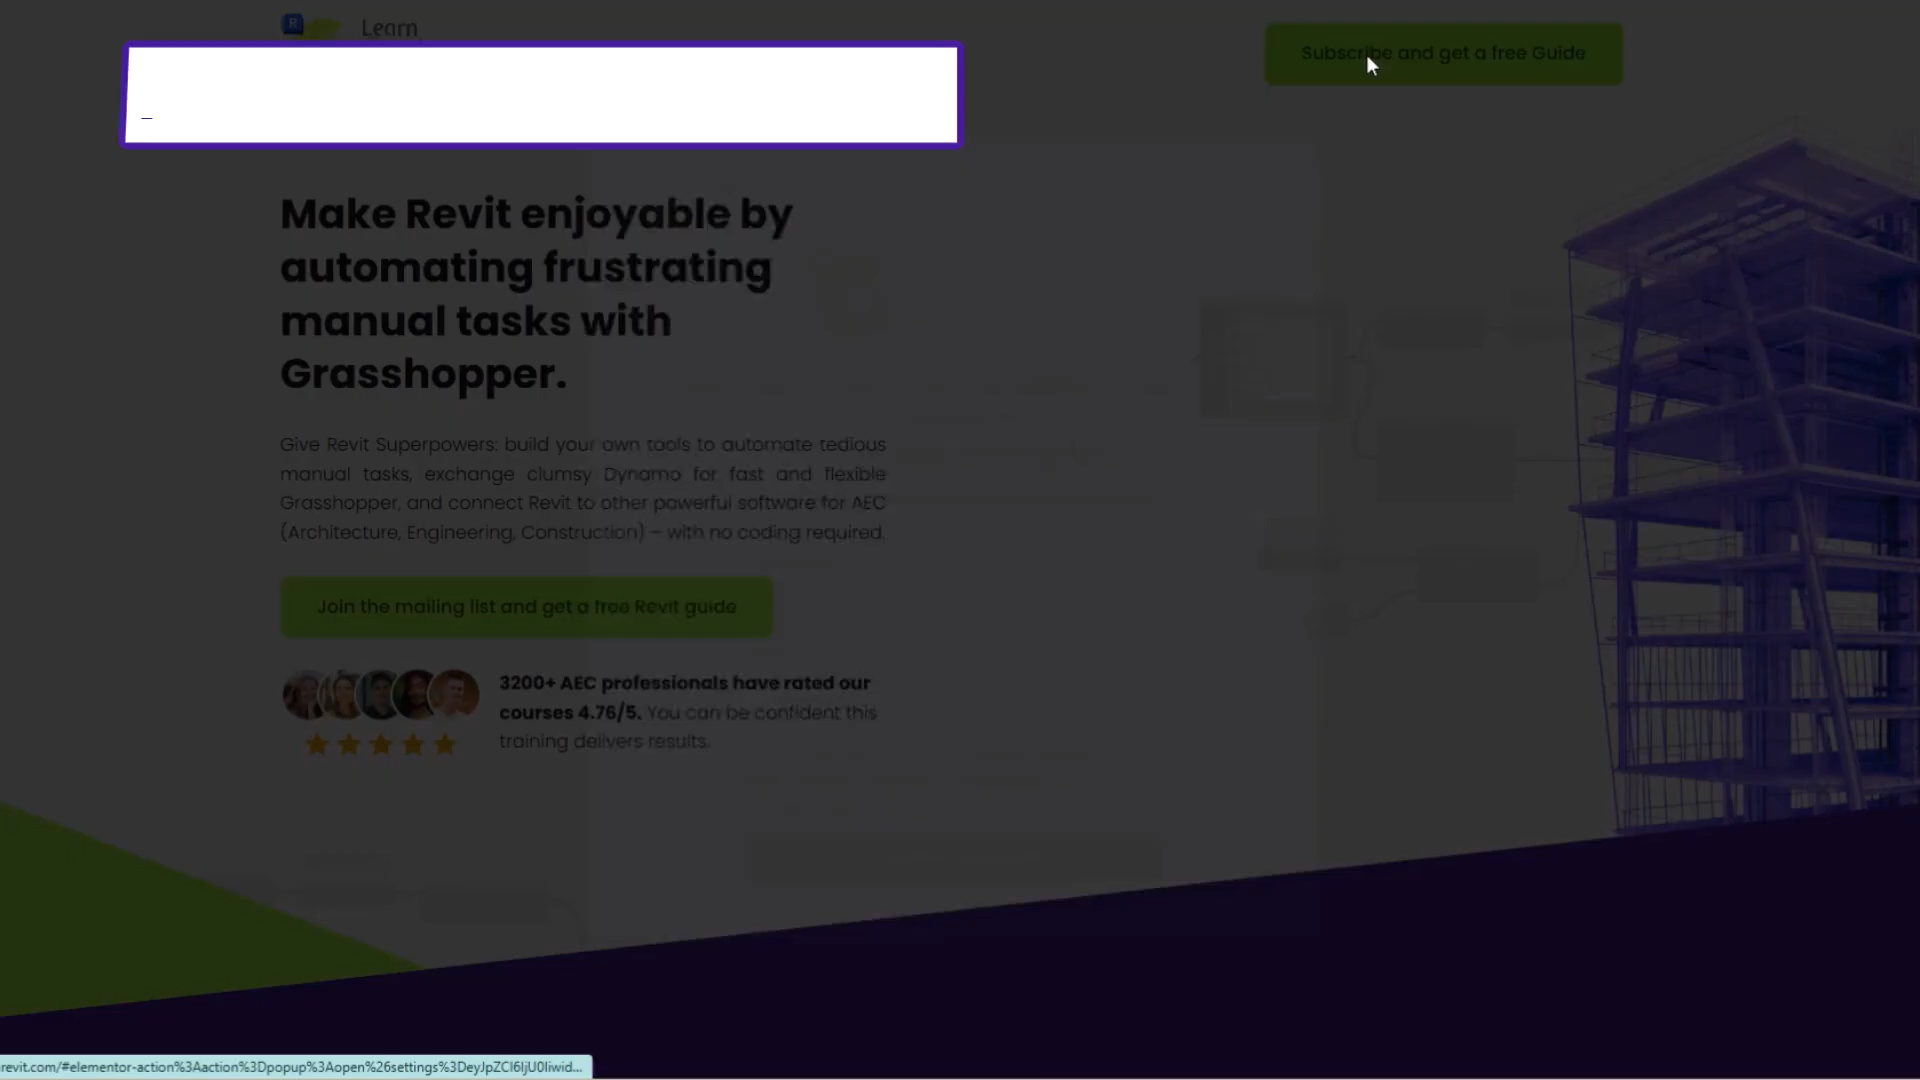 Learn
Subscribe and get a free Guide
_
Make Revit enjoyable by
automating frustrating
manual tasks with
Grasshopper.
Give Revit Superpowers: build your own tools to automate tedious
manual tasks, exchange clumsy Dynamo for fast and flexible
Grasshopper, and connect Revit to other powerful software for AEC
(Architecture, Engineering, Construction) – with no coding required.
Join the mailing list and get a free Revit guide
3200+ AEC professionals have rated our
courses 4.76/5. You can be confident this
training delivers results.
revit.com/#elementor-action%3Aaction%3Dpopup%3Aopen%26settings%3DeyJpZCI6IjU0Iiwid...